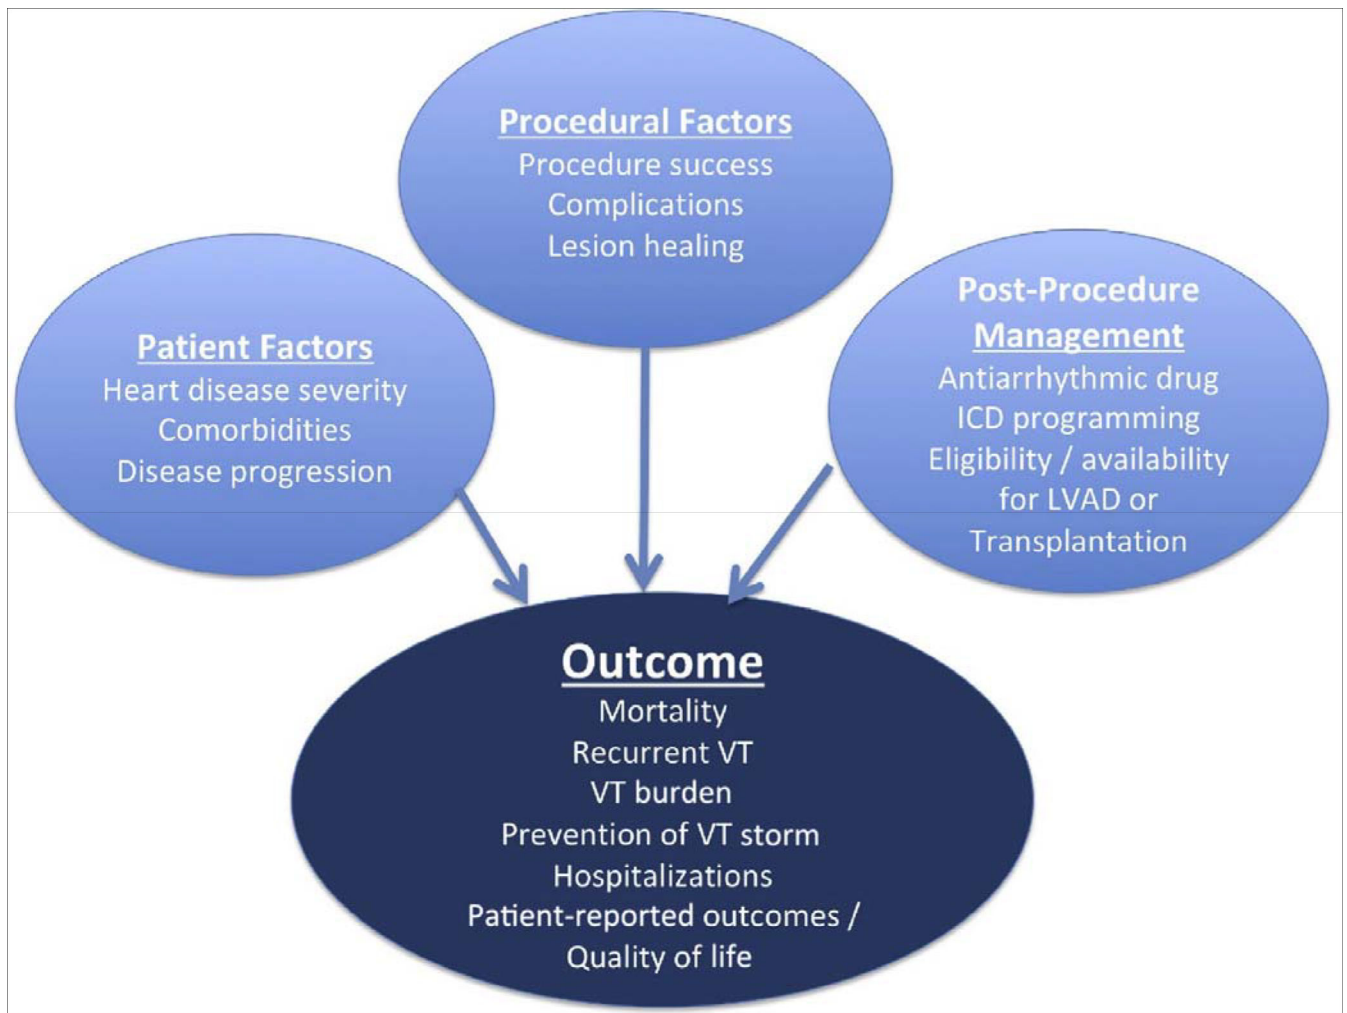 Procedural Factors
Procedure success
Complications
Lesion healing
Patient Factors
Heart disease severity
Comorbidities
Disease progression
Post-Procedure
Management
Antiarrhythmic drug
ICD programming
Eligibility / availability
for LVAD or
Transplantation
Outcome
Mortality
Recurrent VT
VT burden
Prevention of VT storm
Hospitalizations
Patient-reported outcomes /
Quality of life